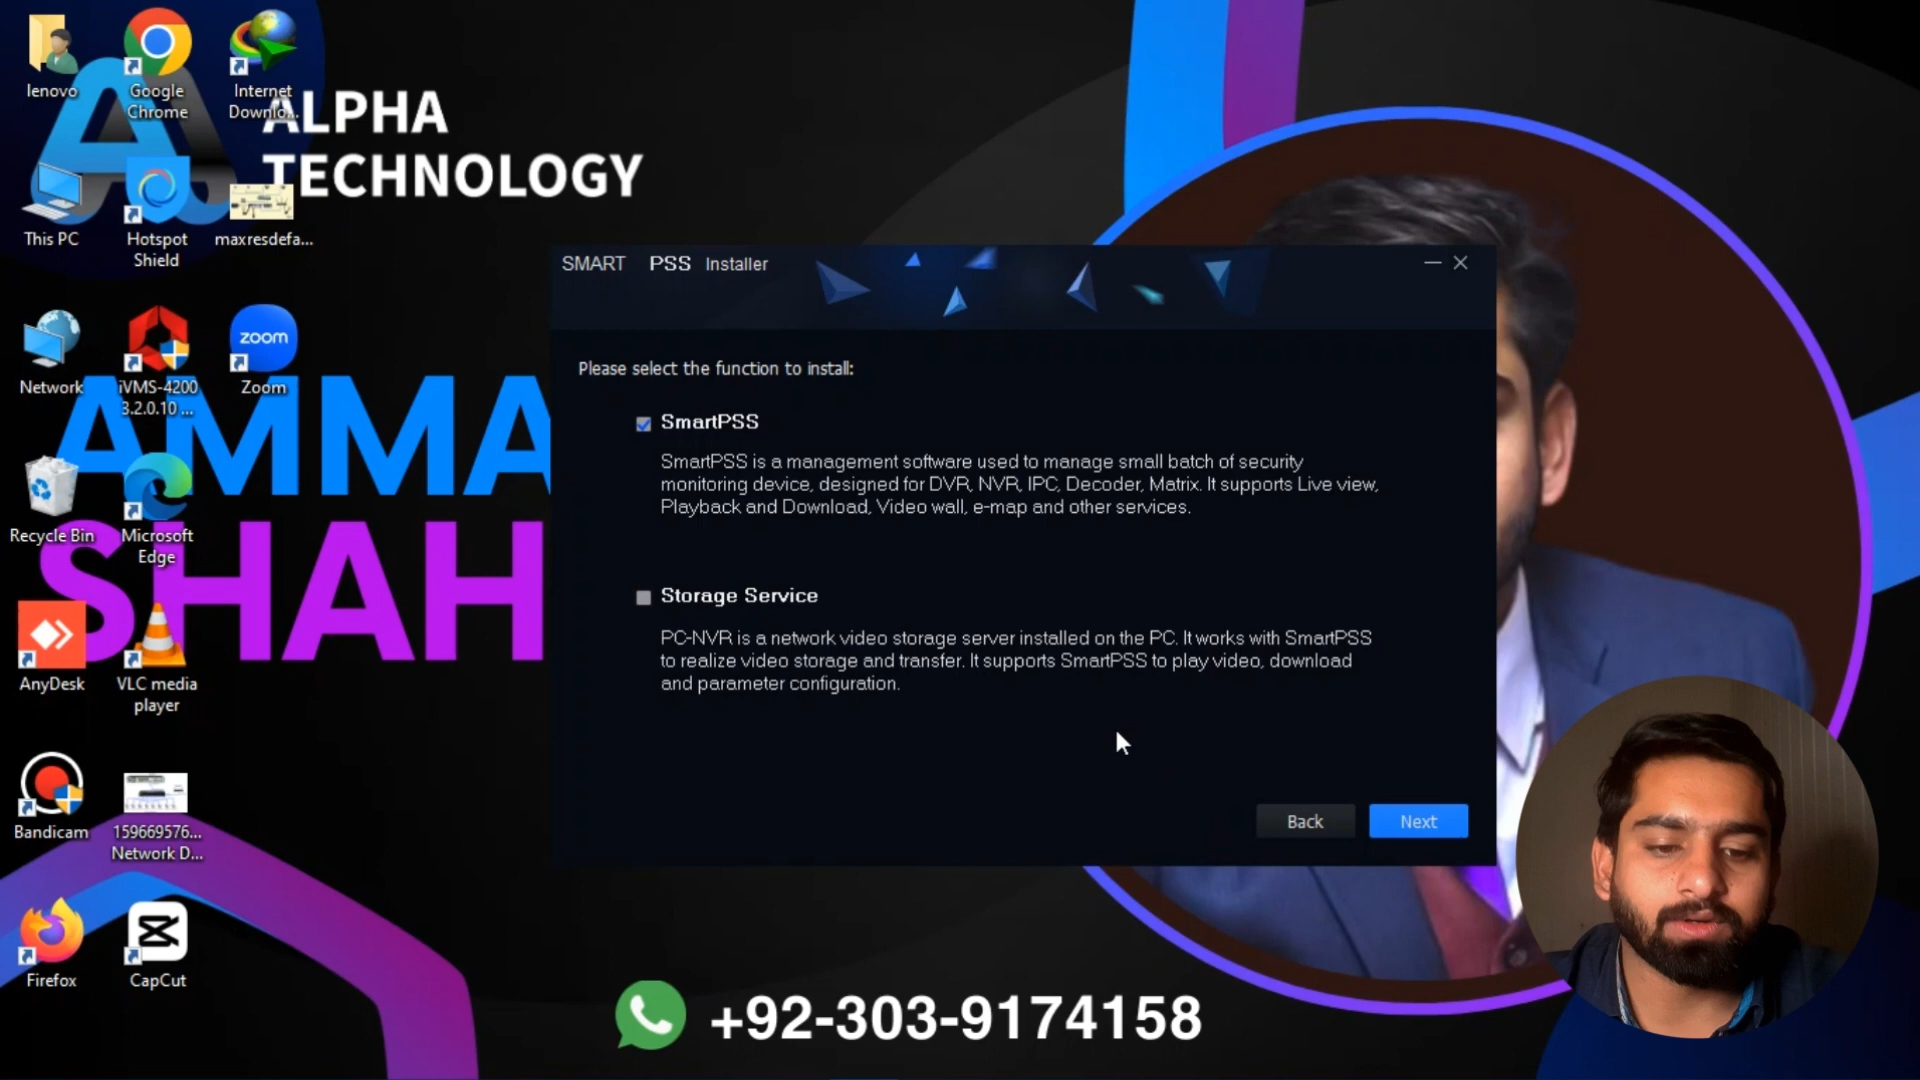 lenovo
Google
Chrome
Internet
Downlo...
ALPHA
TECHNOLOGY
This PC
Hotspot
Shield
maxresdefa...
SMART PSS Installer
Please select the function to install:
SmartPSS
SmartPSS is a management software used to manage small batch of security
monitoring device, designed for DVR, NVR, IPC, Decoder, Matrix. It supports Live view,
Playback and Download, Video wall, e-map and other services.
Storage Service
PC-NVR is a network video storage server installed on the PC. It works with SmartPSS
to realize video storage and transfer. It supports SmartPSS to play video, download
and parameter configuration.
Back
Next
Network
iVMS-4200
3.2.0.10 ...
zoom
Zoom
AMMA
Recycle Bin
Microsoft
Edge
SHAH
AnyDesk
VLC media
player
Bandicam
159669576...
Network D...
Firefox
CapCut
+92-303-9174158